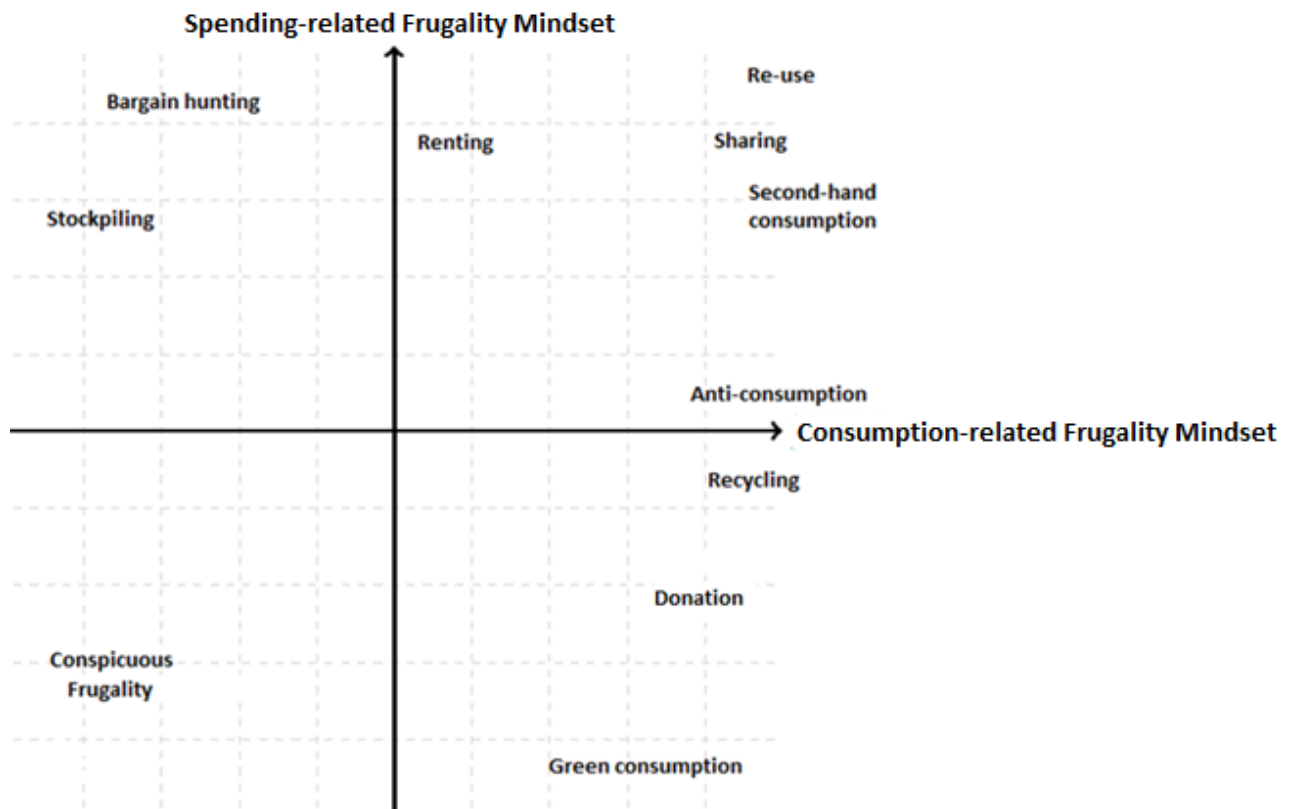 Spending-related Frugality Mindset
Re-use
Bargain hunting
Renting
Sharing
Second-hand
consumption
Stockpiling
Anti-consumption
Consumption-related Frugality Mindset
Recycling
Donation
Conspicuous
Frugality
Green consumption